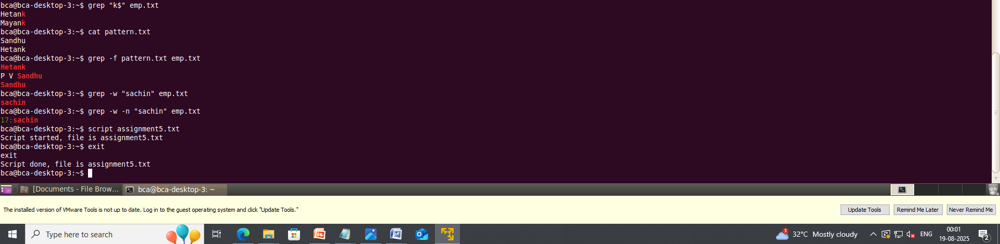 bca@bca-desktop-3:~$ grep "k$" emp.txt
Hetank
Mayank
bca@bca-desktop-3:~$ cat pattern.txt
Sandhu
Hetank
bca@bca-desktop-3:~$ grep -f pattern.txt emp.txt
Hetank
P V Sandhu
Sandhu
bca@bca-desktop-3:~$ grep -w "sachin" emp.txt
sachin
bca@bca-desktop-3:~$ grep -w -n "sachin" emp.txt
17:sachin
bca@bca-desktop-3:~$ script assignment5.txt
Script started, file is assignment5.txt
bca@bca-desktop-3:~$ exit
exit
Script done, file is assignment5.txt
bca@bca-desktop-3:~$
[Documents - File Brow... bca@bca-desktop-3: ~
The installed version of VMware Tools is not up to date. Log in to the guest operating system and click "Update Tools." Update Tools Remind Me Later Never Remind Me
Type here to search 3 32°C Mostly cloudy ENG 00:01
19-08-2025 2